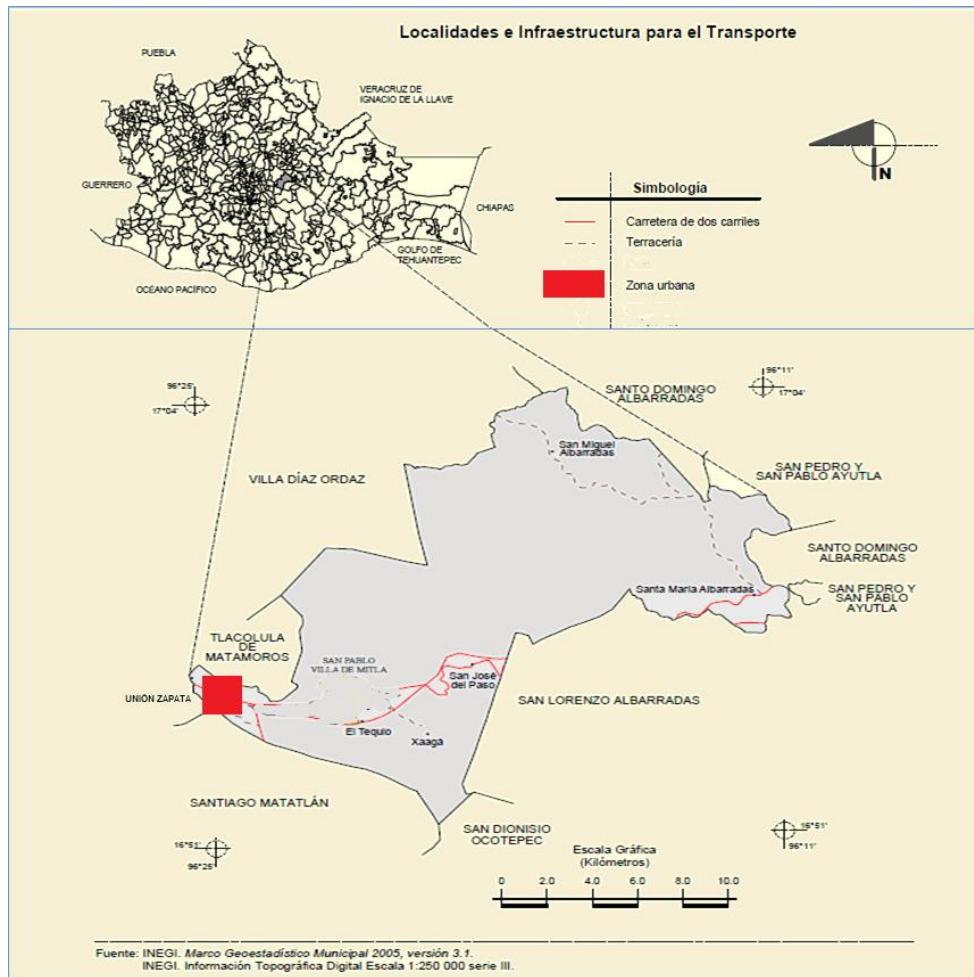 Localidades e Infraestructura para el Transporte
PUEBLA
VERACRUZ DE
IGNACIO DE LA LLAVE
GUERRERO
CHIAPAS
GOLFO DE
TEHUANTEPEC
OCÉANO PACÍFICO
N
Simbología
Carretera de dos carriles
Terracería
Zona urbana
96°25'
17°04'
96°11'
17°04'
SANTO DOMINGO
ALBARRADAS
San Miguel
Albarradas
VILLA DÍAZ ORDAZ
SAN PEDRO Y
SAN PABLO AYUTLA
SANTO DOMINGO
ALBARRADAS
Santa María Albarradas
SAN PEDRO Y
SAN PABLO
AYUTLA
TLACOLULA
DE
MATAMOROS
SAN PABLO
VILLA DE MITLA
San José
del Paso
UNIÓN ZAPATA
SAN LORENZO ALBARRADAS
El Tequio
Xaagá
SANTIAGO MATATLÁN
SAN DIONISIO
OCOTEPEC
16°51'
96°25'
16°51'
96°11'
Escala Gráfica
(Kilómetros)
0 2.0 4.0 6.0 8.0 10.0
Fuente: INEGI. Marco Geoestadístico Municipal 2005, versión 3.1.
INEGI. Información Topográfica Digital Escala 1:250 000 serie III.